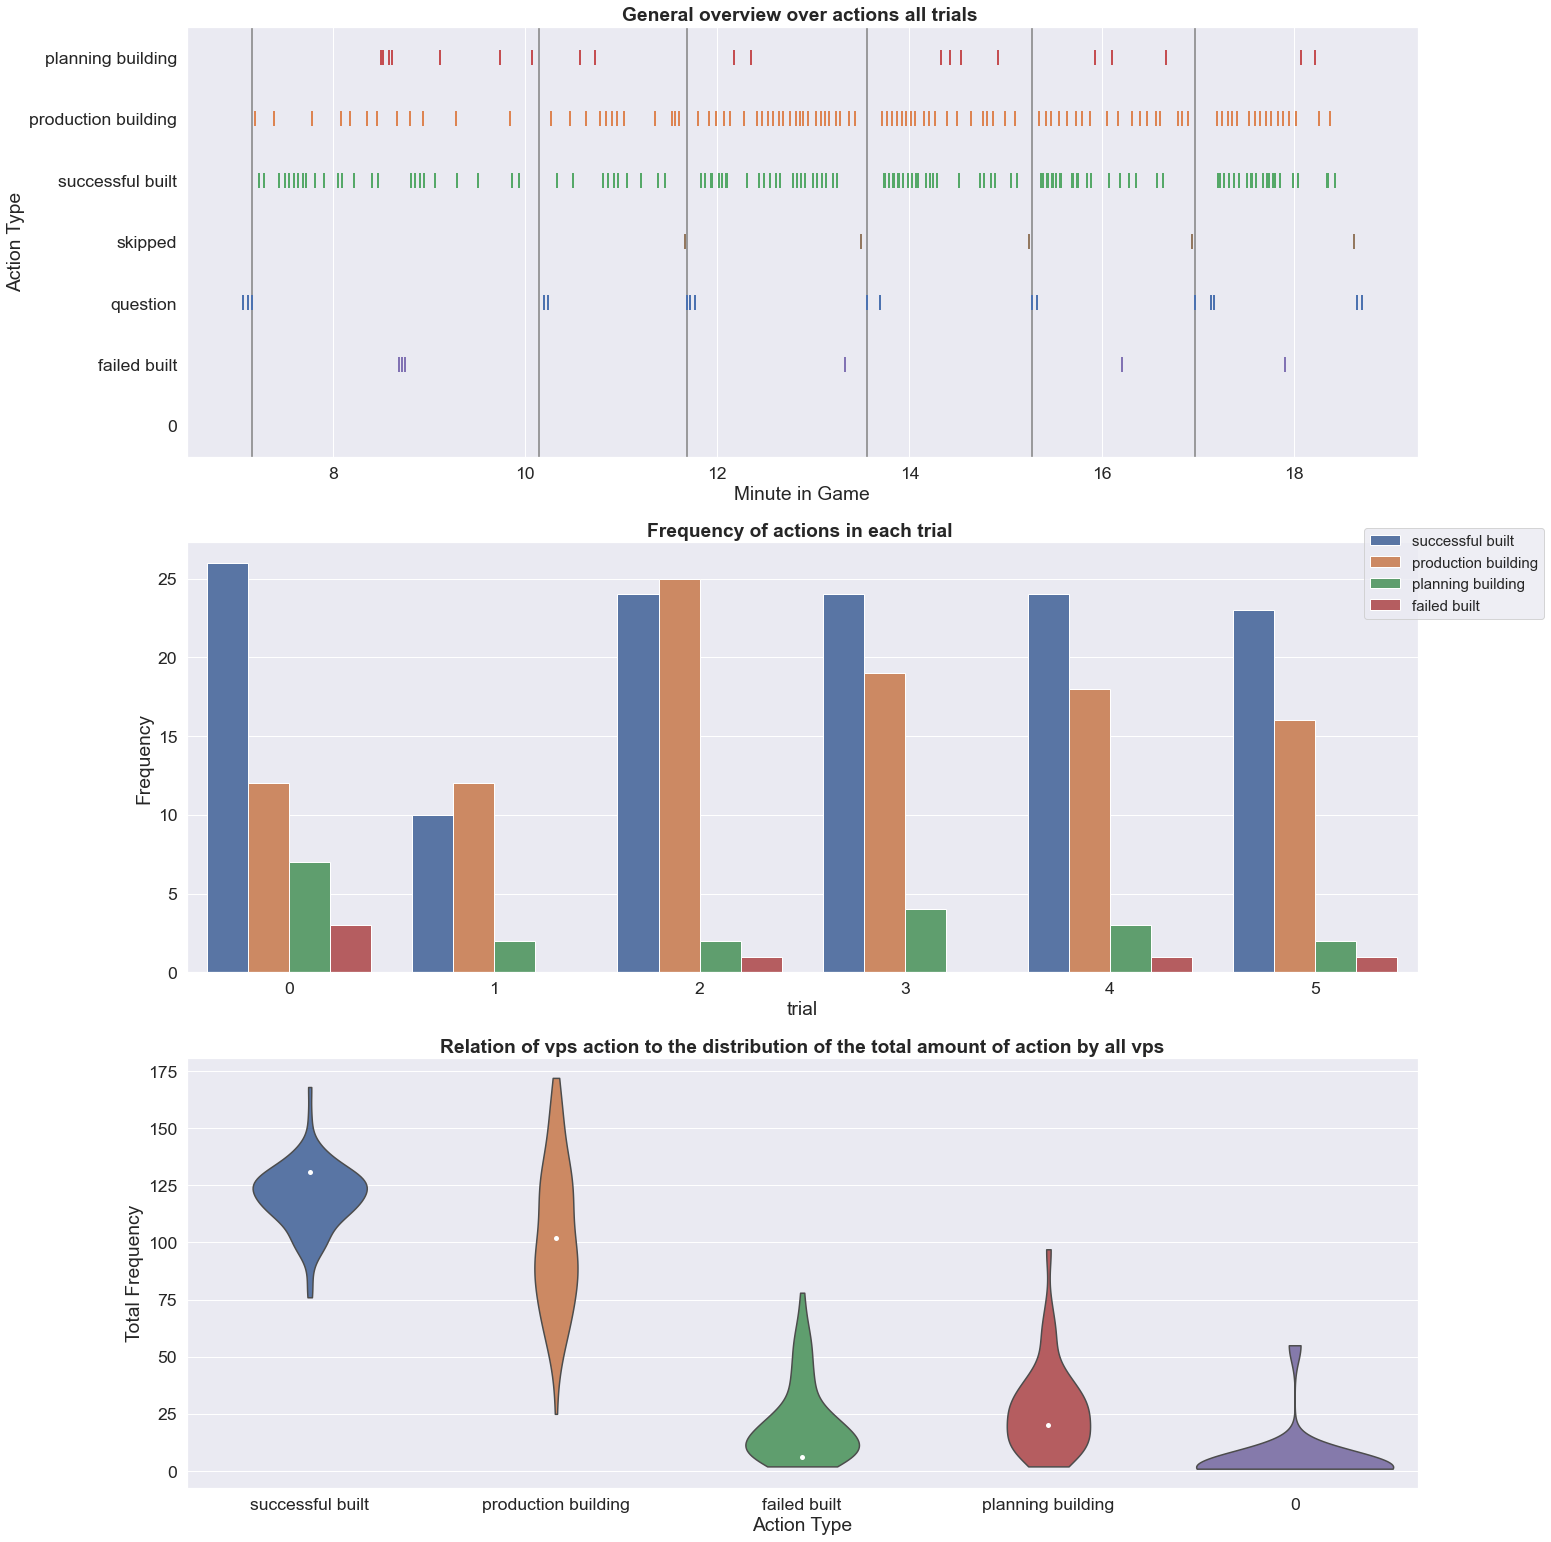 General overview over actions all trials
planning building
production building
successful built
skipped
question
failed built
0
Action Type
8 10 12 14 16 18
Minute in Game
Frequency of actions in each trial
successful built
production building
planning building
failed built
25
20
15
10
5
0
Frequency
0 1 2 3 4 5
trial
Relation of vps action to the distribution of the total amount of action by all vps
175
150
125
100
75
50
25
0
Total Frequency
successful built production building failed built planning building 0
Action Type